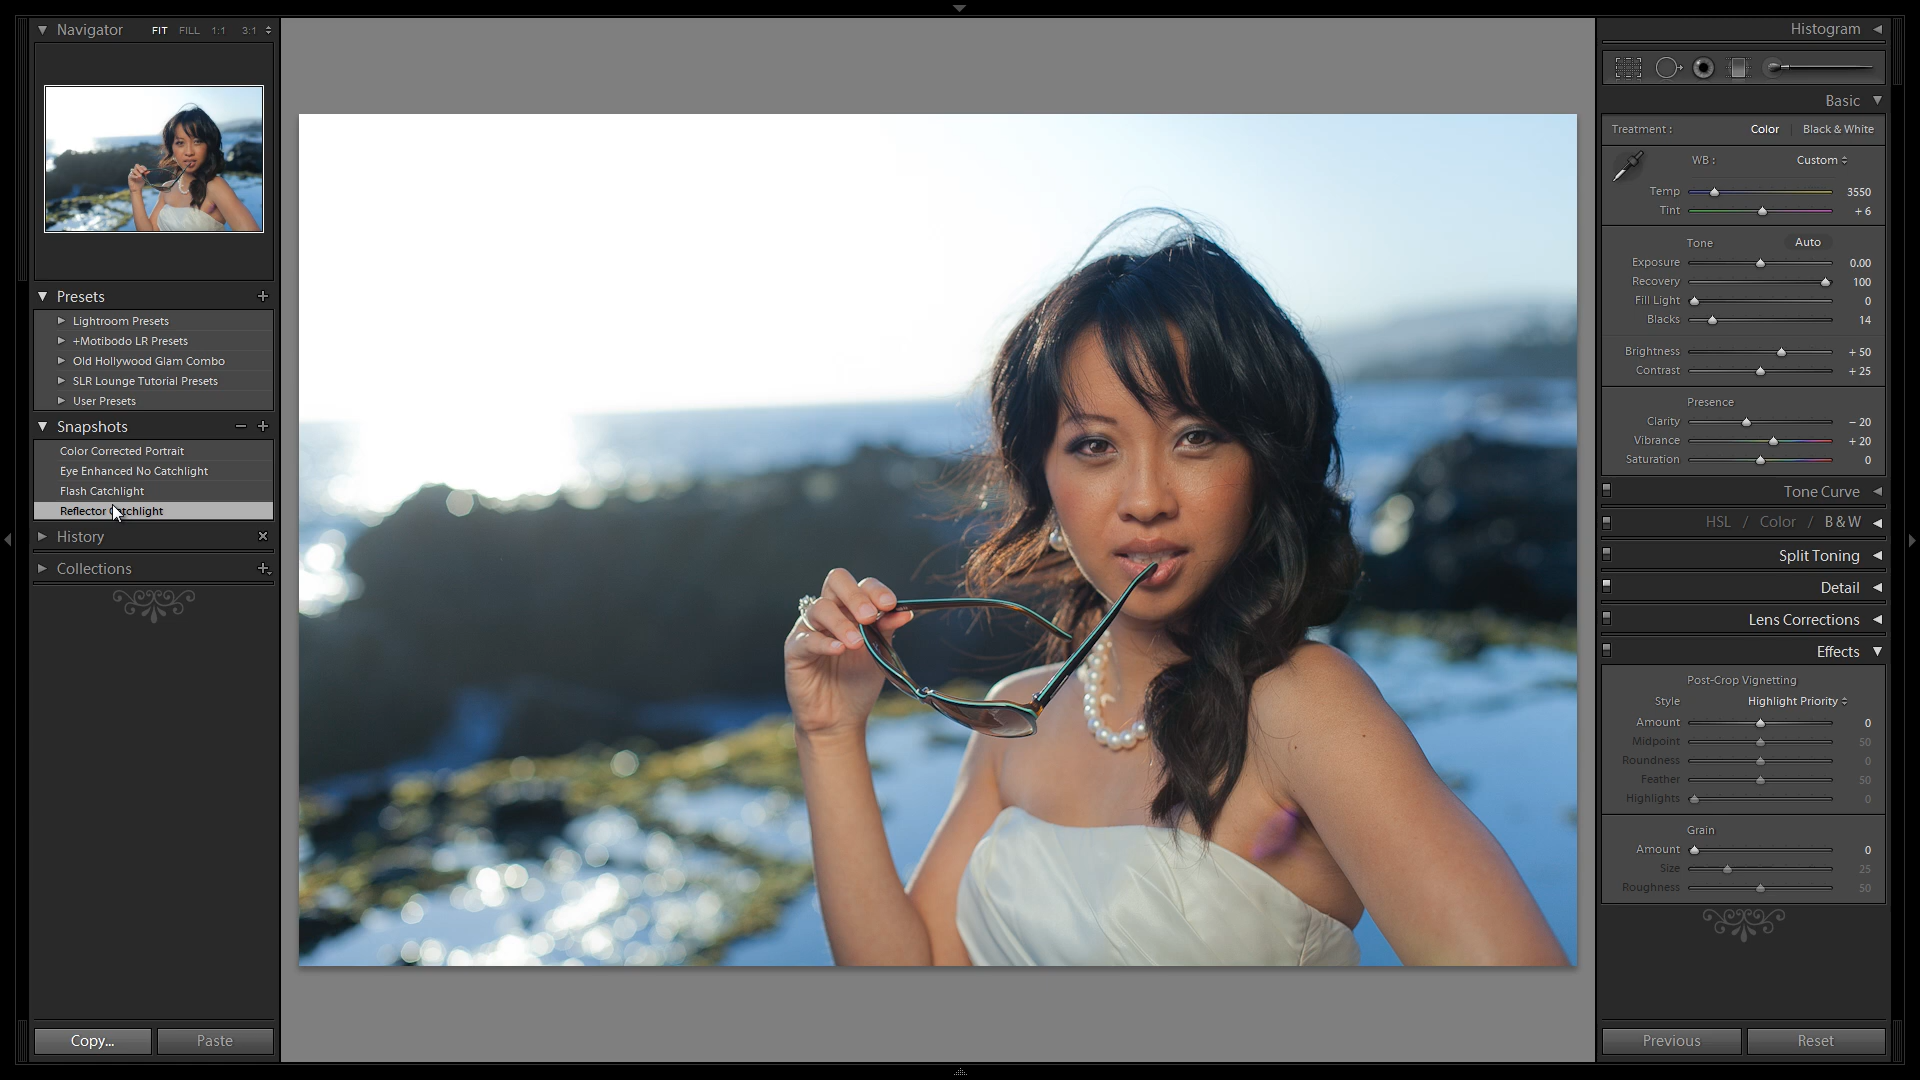 Navigator FIT FILL 1:1 3:1
Presets
Lightroom Presets
+Motibodo LR Presets
Old Hollywood Glam Combo
SLR Lounge Tutorial Presets
User Presets
Snapshots
Color Corrected Portrait
Eye Enhanced No Catchlight
Flash Catchlight
Reflector Catchlight
History
Collections
Copy... Paste
Histogram
Basic
Treatment : Color Black & White
WB : Custom
Temp 3550
Tint + 6
Tone Auto
Exposure 0.00
Recovery 100
Fill Light 0
Blacks 14
Brightness + 50
Contrast + 25
Presence
Clarity – 20
Vibrance + 20
Saturation 0
Tone Curve
HSL / Color / B & W
Split Toning
Detail
Lens Corrections
Effects
Post-Crop Vignetting
Style Highlight Priority
Amount 0
Midpoint 50
Roundness 0
Feather 50
Highlights 0
Grain
Amount 0
Size 25
Roughness 50
Previous Reset